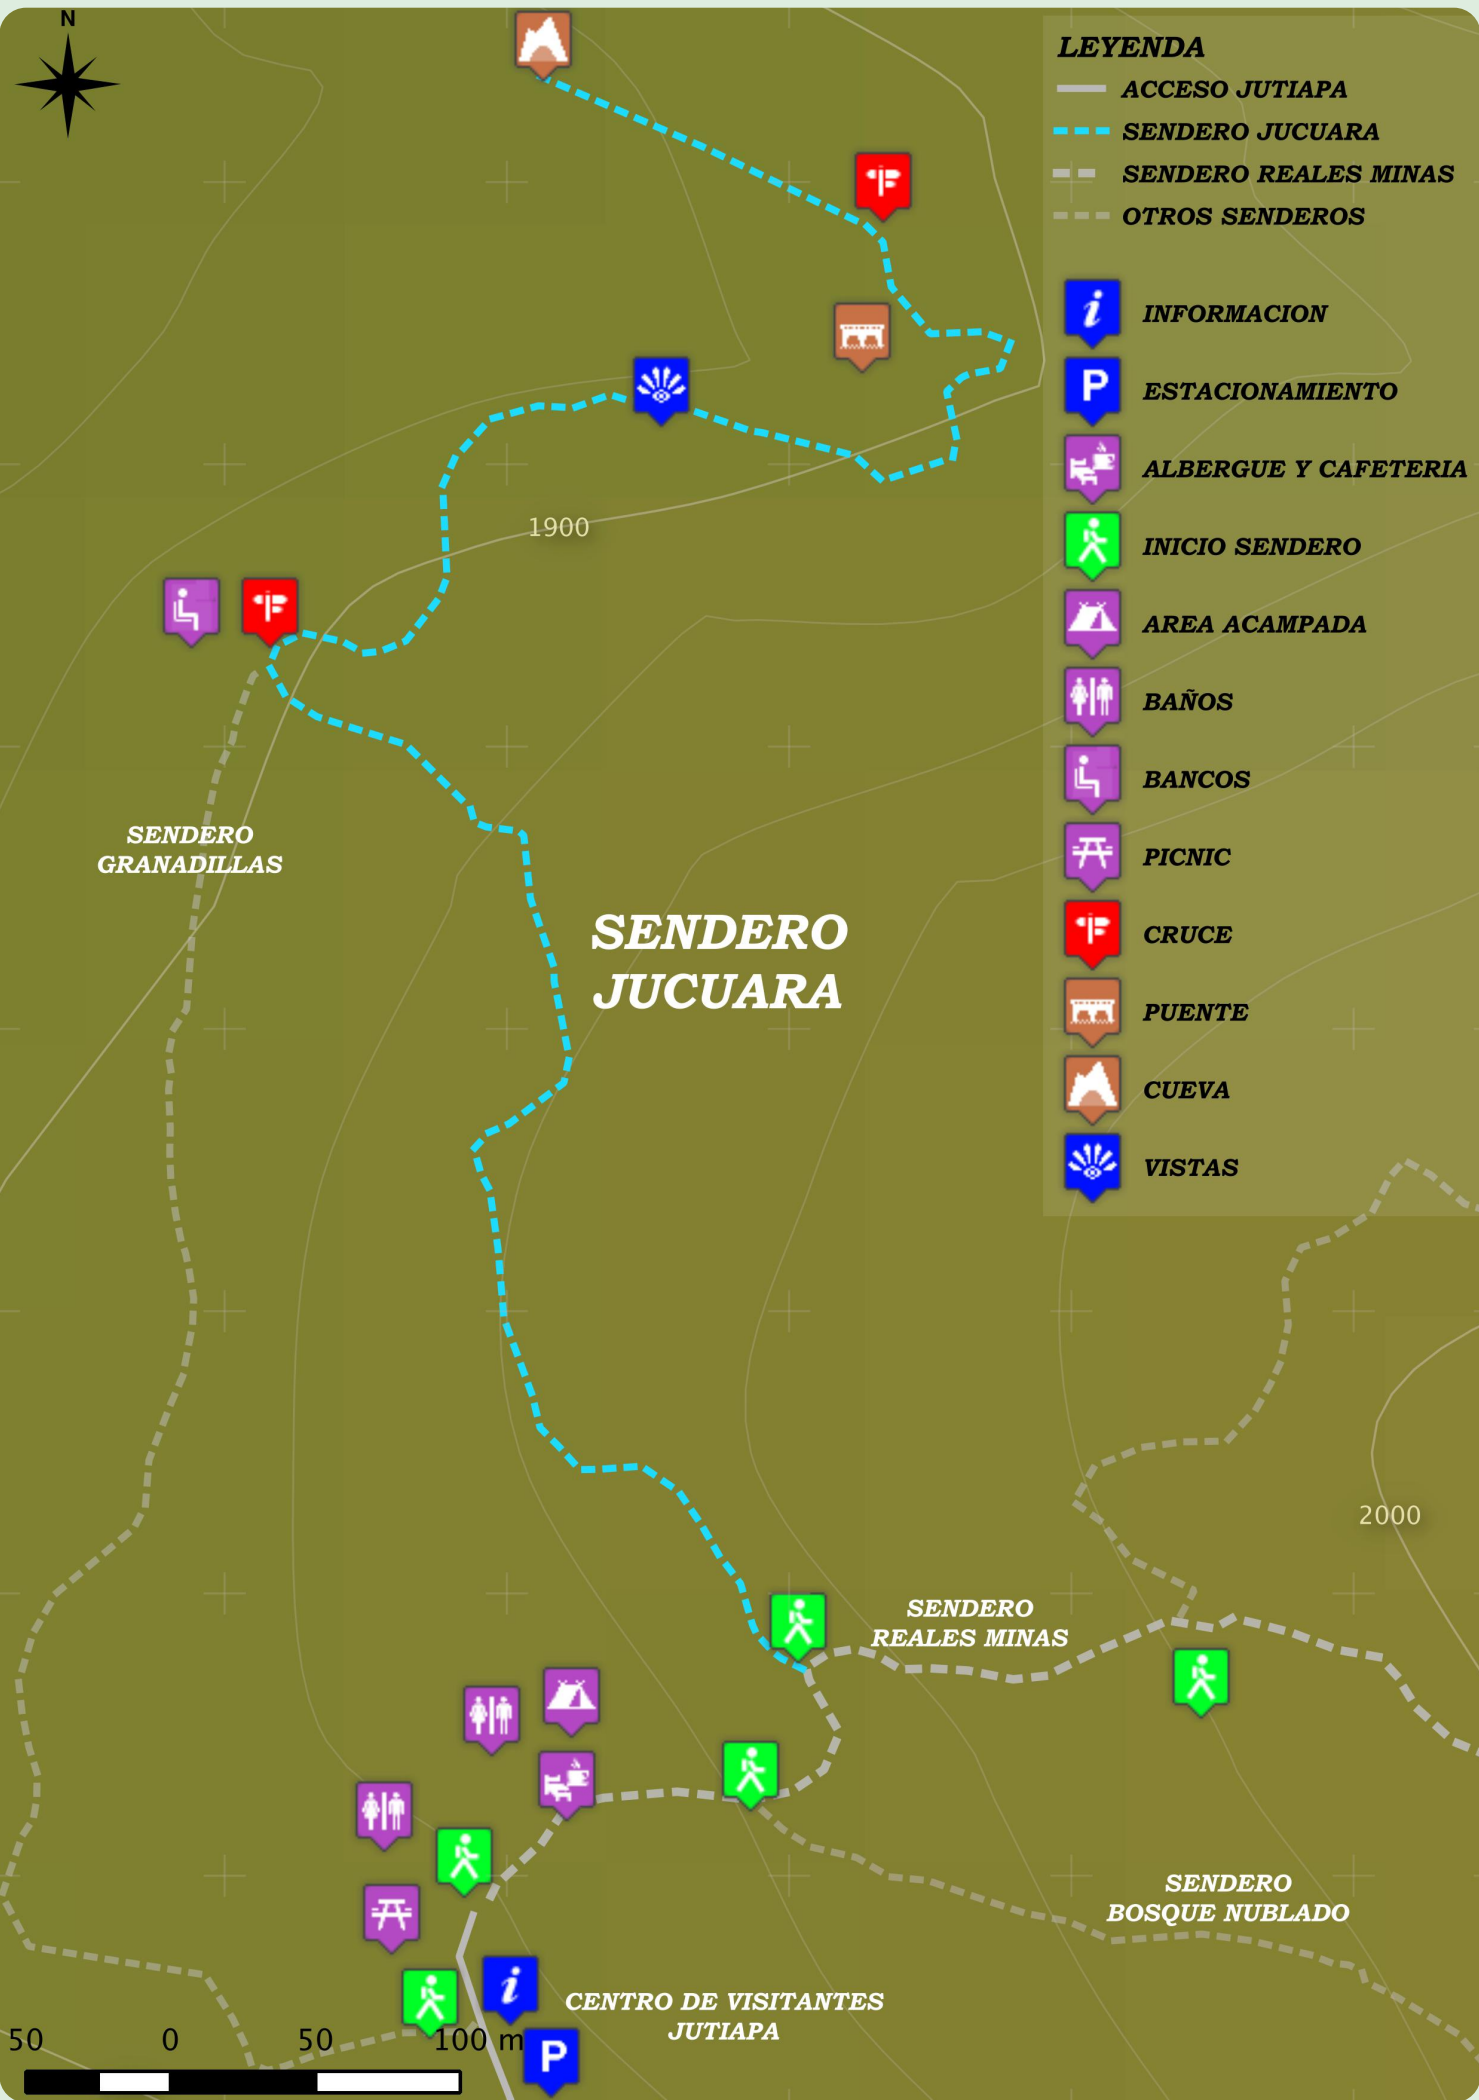 N
LEYENDA
ACCESO JUTIAPA
SENDERO JUCUARA
SENDERO REALES MINAS
OTROS SENDEROS
INFORMACION
P
ESTACIONAMIENTO
ALBERGUE Y CAFETERIA
INICIO SENDERO
AREA ACAMPADA
BAÑOS
BANCOS
PICNIC
CRUCE
PUENTE
CUEVA
VISTAS
1900
SENDERO
GRANADILLAS
SENDERO
JUCUARA
2000
SENDERO
REALES MINAS
SENDERO
BOSQUE NUBLADO
i
CENTRO DE VISITANTES
JUTIAPA
P
50 0 50 100 m